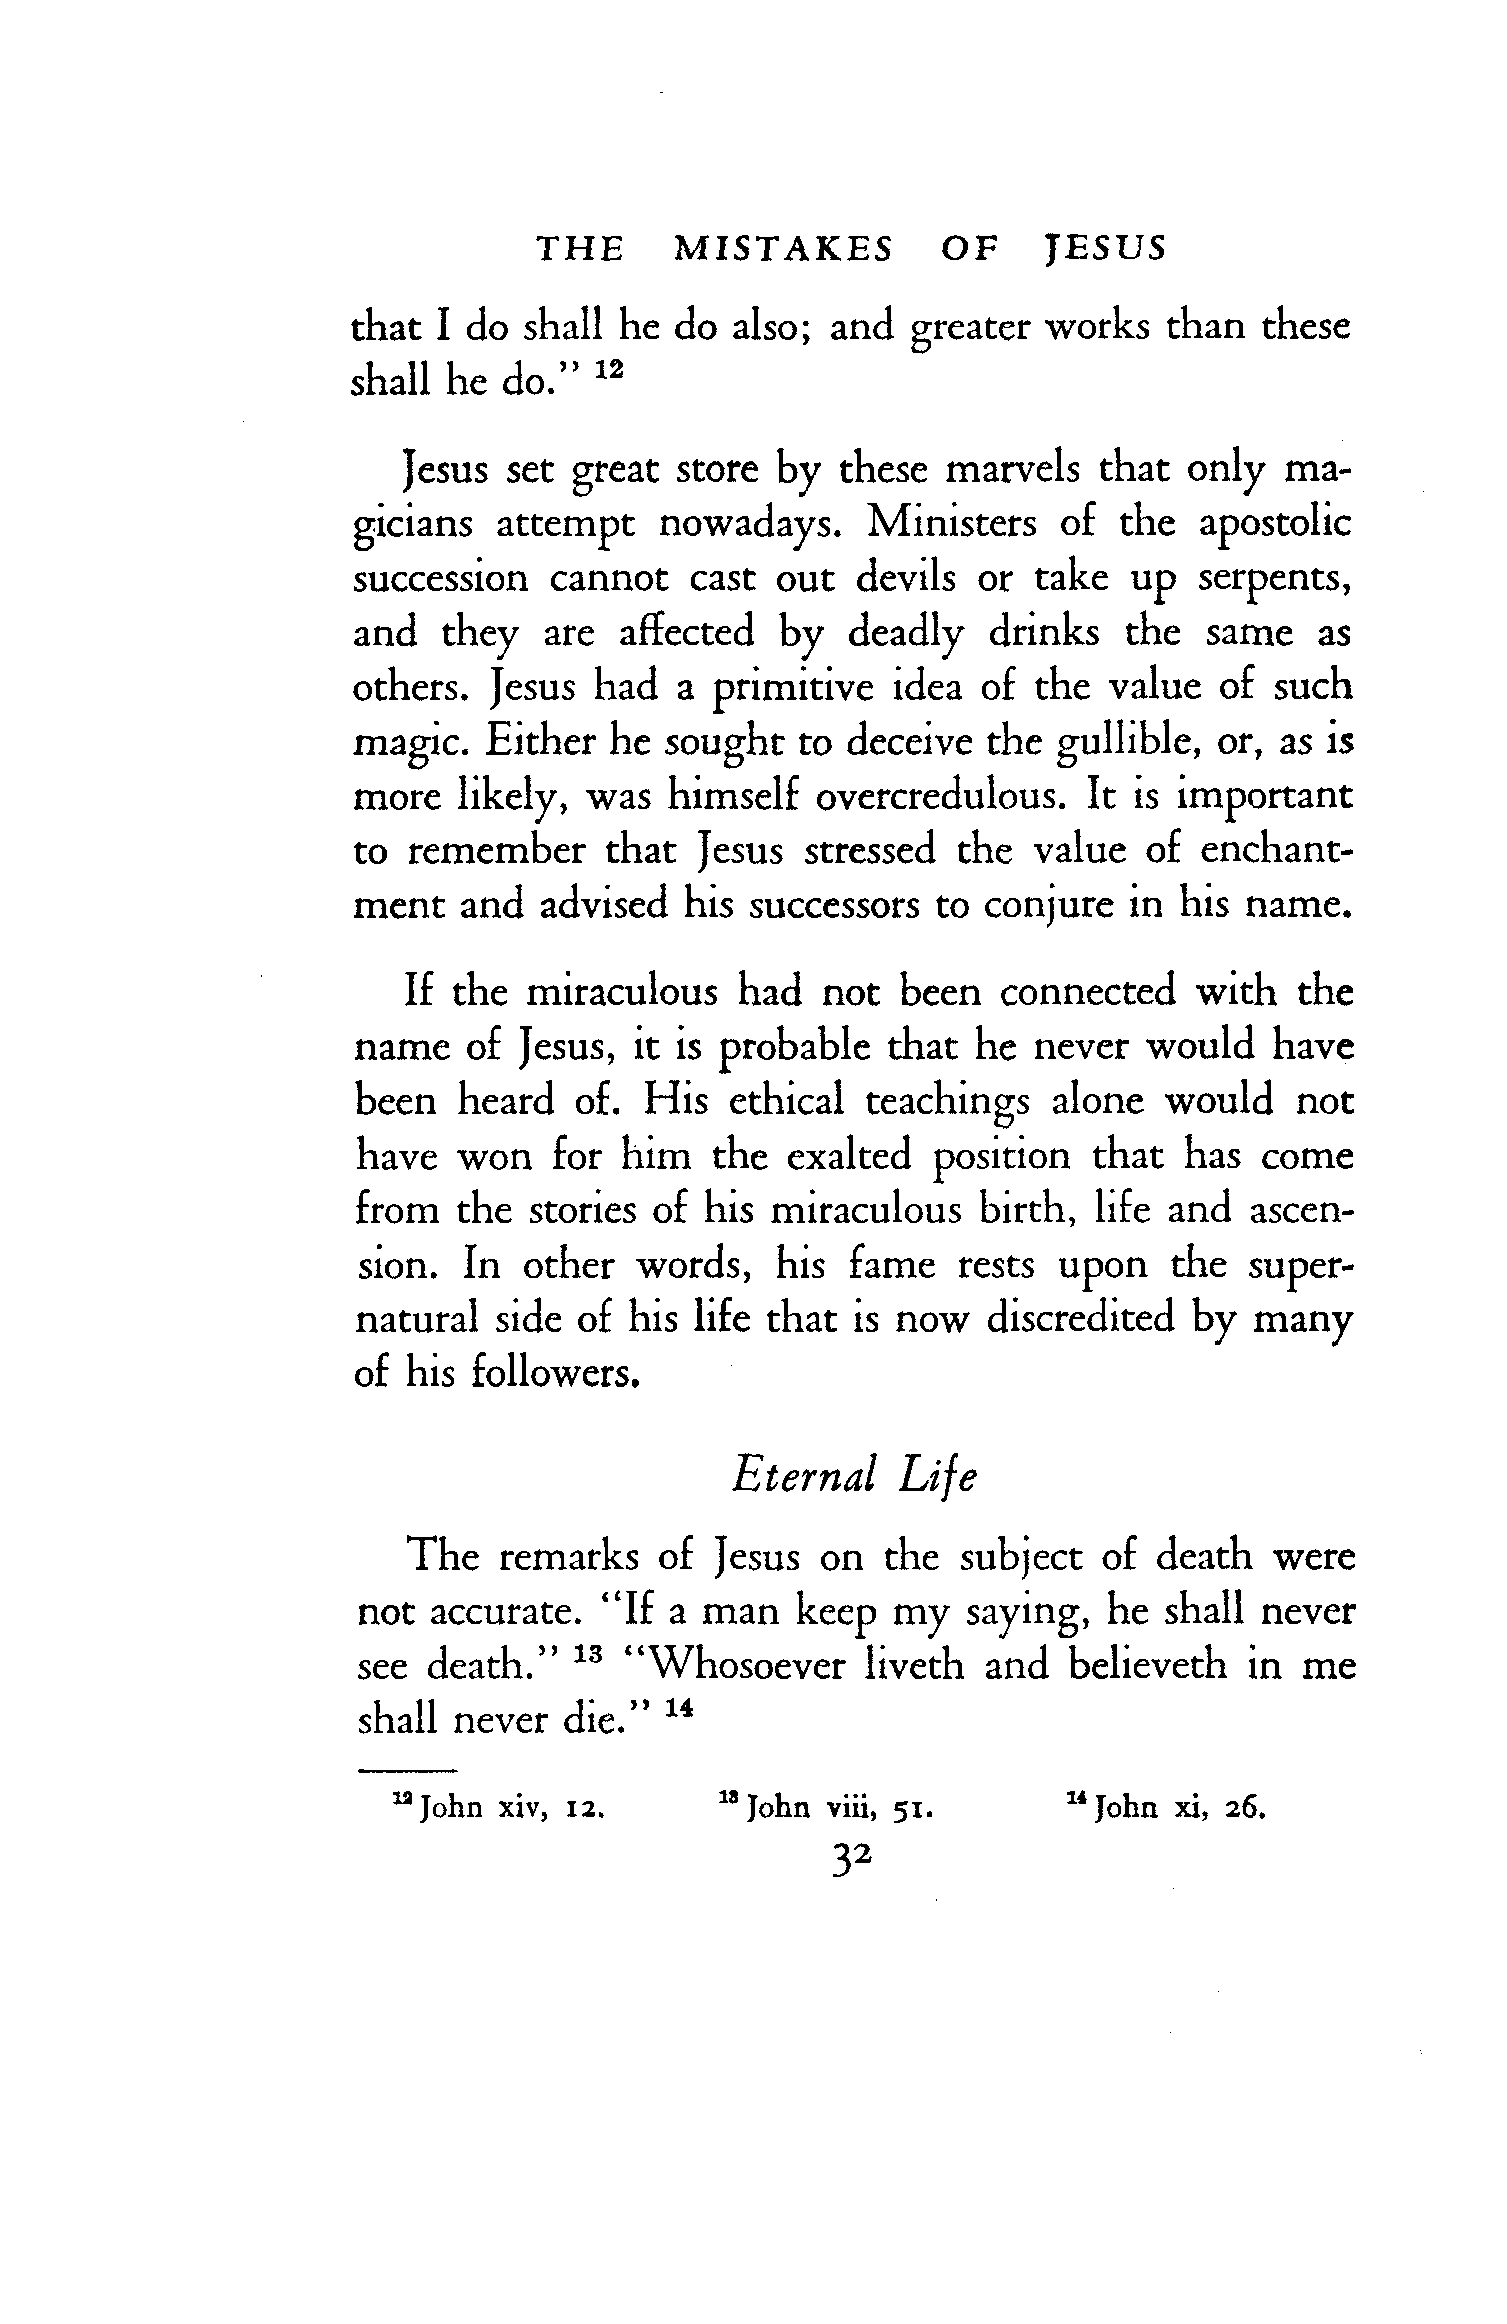 THE MISTAKES OF JESUS
that I do shall he do also; and greater works than these
shall he do." 12
Jesus set great store by these marvels that only ma-
gicians attempt nowadays. Ministers of the apostolic
succession cannot cast out devils or take up serpents,
and they are affected by deadly drinks the same as
others. Jesus had a primitive idea of the value of such
magic. Either he sought to deceive the gullible, or, as is
more likely, was himself overcredulous. It is important
to remember that Jesus stressed the value of enchant-
ment and advised his successors to conjure in his name.
If the miraculous had not been connected with the
name of Jesus, it is probable that he never would have
been heard of. His ethical teachings alone would not
have won for him the exalted position that has come
from the stories of his miraculous birth, life and ascen-
sion. In other words, his fame rests upon the super-
natural side of his life that is now discredited by many
of his followers.
Eternal Life
The remarks of Jesus on the subject of death were
not accurate. "If a man keep my saying, he shall never
see death." 13 "Whosoever liveth and believeth in me
shall never die." 14
12 John xiv, 12. 13 John viii, 51. 14 John xi, 26.
32